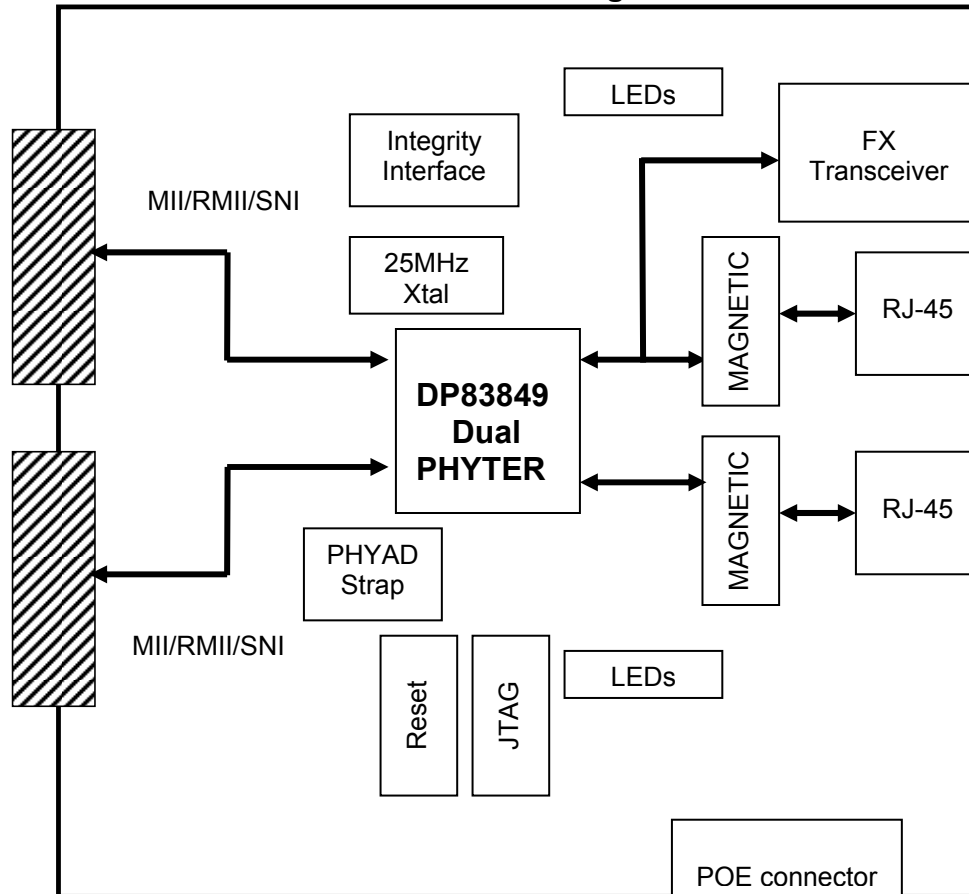 LEDs
FX
Transceiver
Integrity
Interface
MII/RMII/SNI
25MHz
Xtal
MAGNETIC
RJ-45
DP83849
Dual
PHYTER
MAGNETIC
RJ-45
PHYAD
Strap
MII/RMII/SNI
LEDs
Reset
JTAG
POE connector